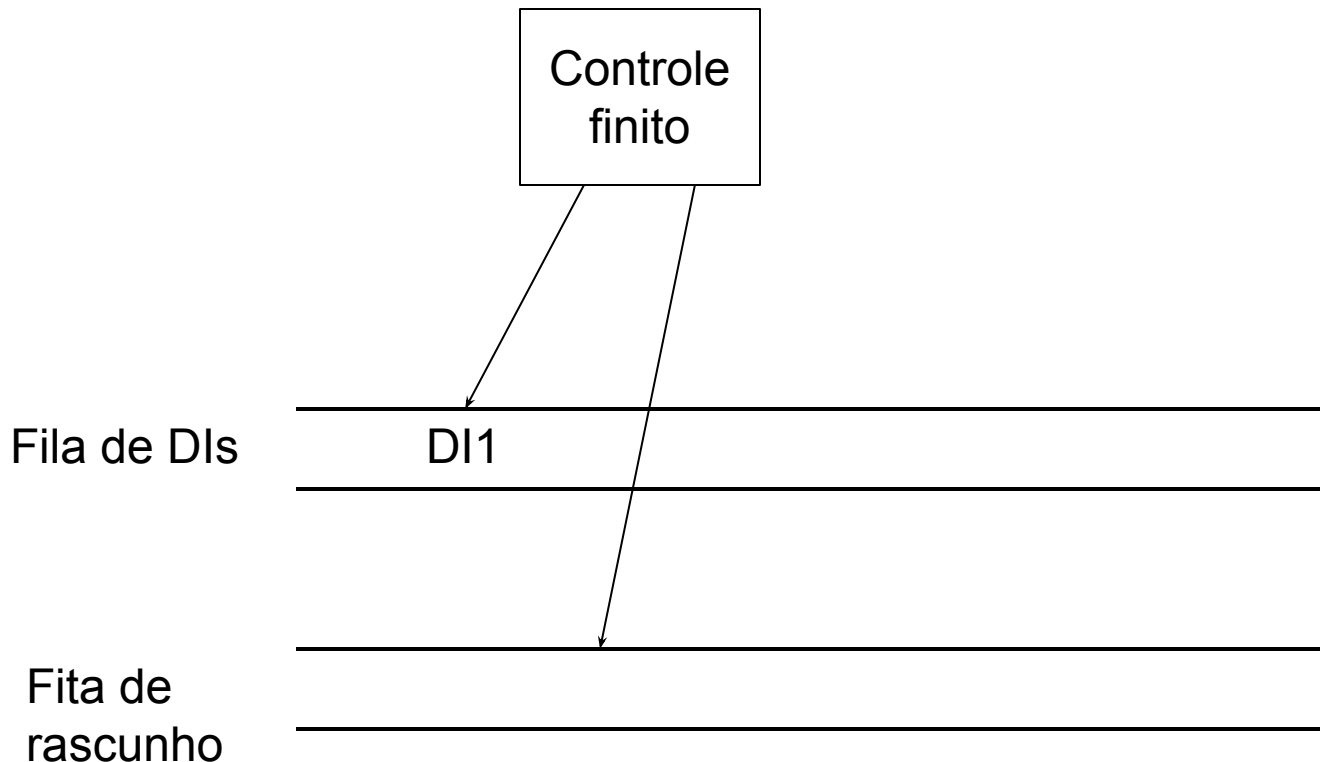 Controle
finito
Fila de DIs
DI1
Fita de
rascunho